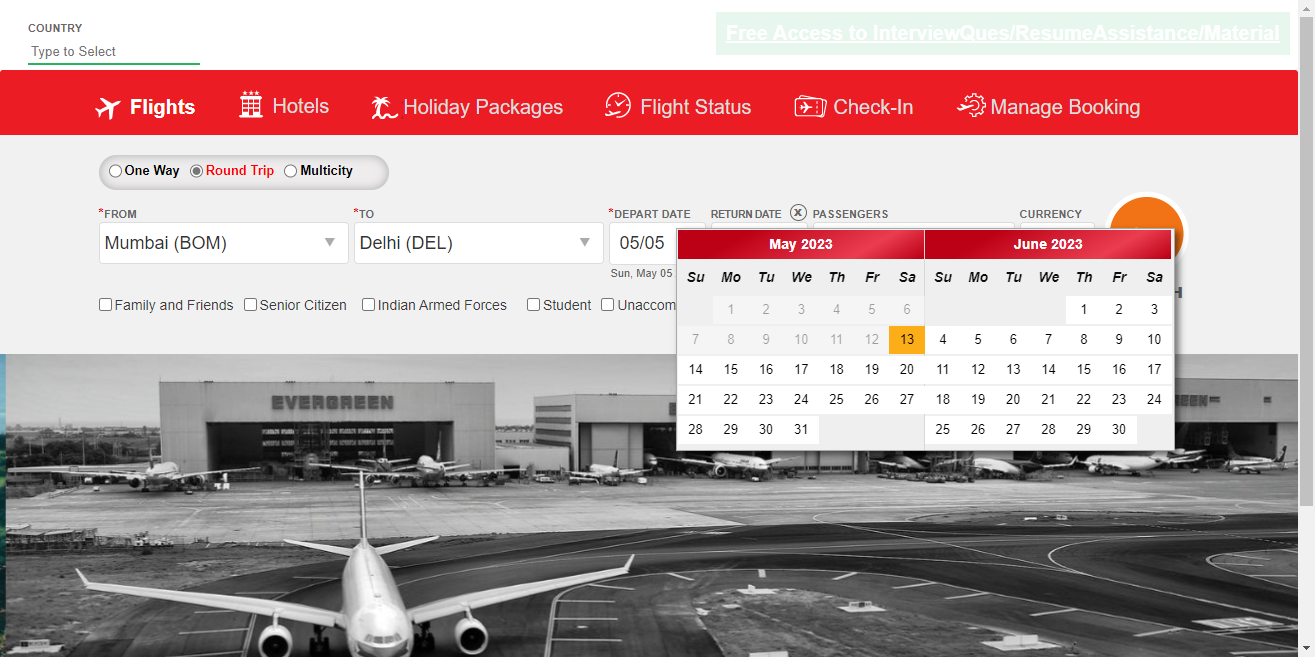 COUNTRY
Type to Select
Free Access to InterviewQues/ResumeAssistance/Material
Flights Hotels Holiday Packages Flight Status Check-In Manage Booking
One Way Round Trip Multicity
*FROM *TO *DEPART DATE RETURN DATE X PASSENGERS CURRENCY
Mumbai (BOM) Delhi (DEL) 05/05
Sun, May 05
Family and Friends Senior Citizen Indian Armed Forces Student Unaccom
May 2023 June 2023
Su Mo Tu We Th Fr Sa Su Mo Tu We Th Fr Sa
1 2 3 4 5 6 1 2 3
7 8 9 10 11 12 13 4 5 6 7 8 9 10
14 15 16 17 18 19 20 11 12 13 14 15 16 17
21 22 23 24 25 26 27 18 19 20 21 22 23 24
28 29 30 31 25 26 27 28 29 30
EVERGREEN